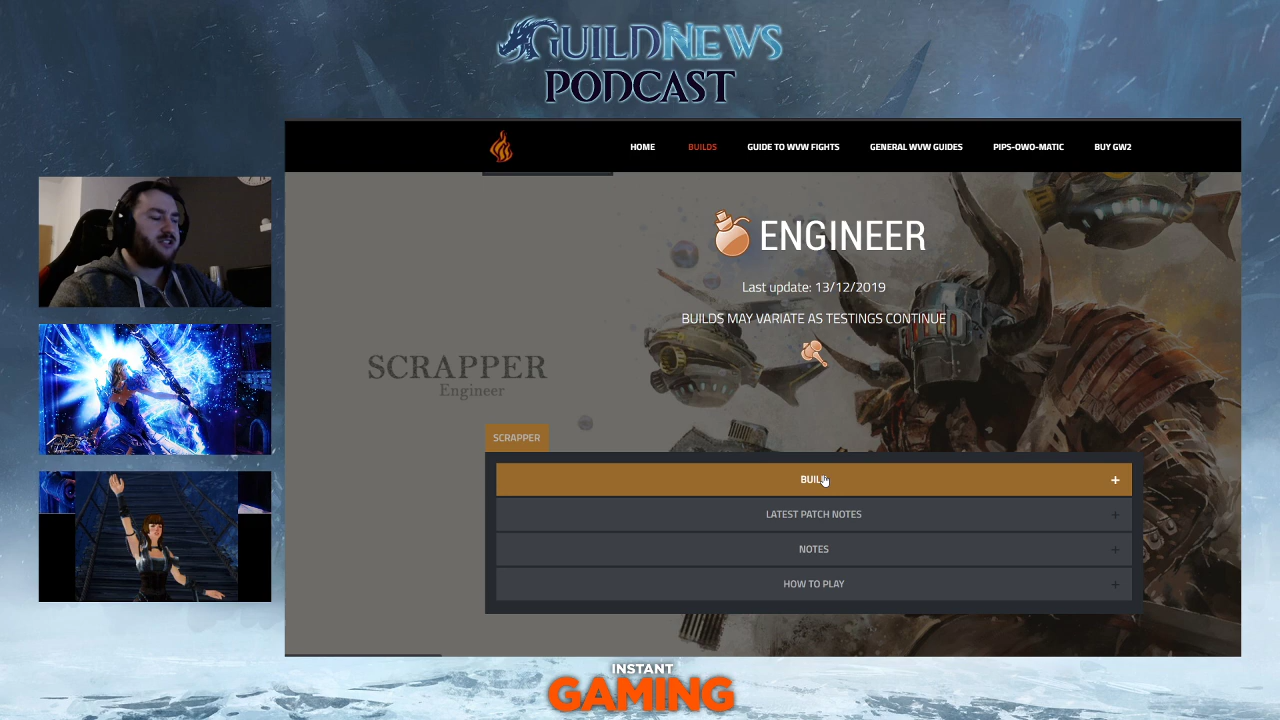 GUILDNEWS
PODCAST
HOME
BUILDS
GUIDE TO WVW FIGHTS
GENERAL WVW GUIDES
PIPS-OWO-MATIC
BUY GW2
ENGINEER
Last update: 13/12/2019
BUILDS MAY VARIATE AS TESTINGS CONTINUE
SCRAPPER
Engineer
SCRAPPER
BUILD
LATEST PATCH NOTES
NOTES
HOW TO PLAY
INSTANT
GAMING